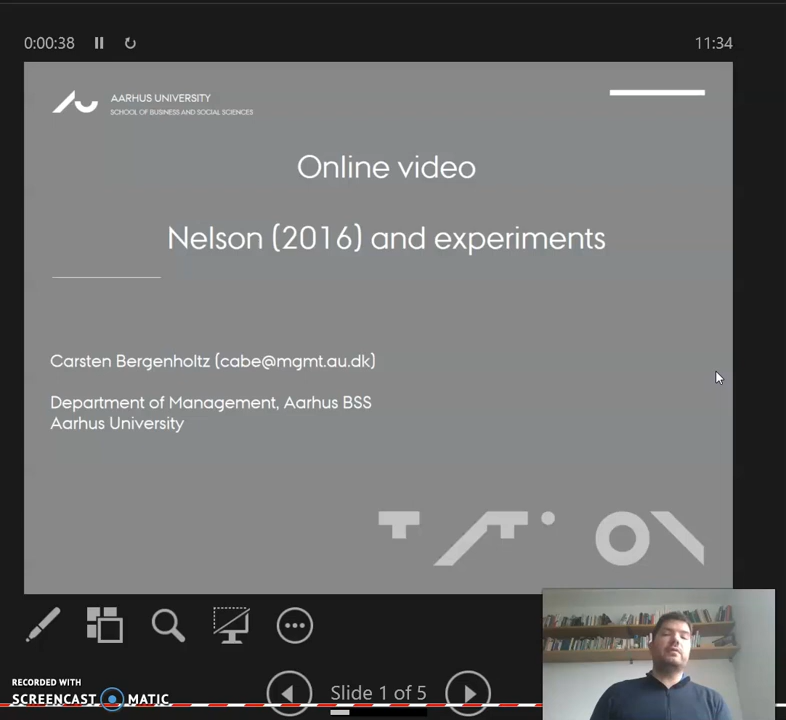 0:00:38
11:34
AARHUS UNIVERSITY
SCHOOL OF BUSINESS AND SOCIAL SCIENCES
Online video
Nelson (2016) and experiments
Carsten Bergenholtz (cabe@mgmt.au.dk)
Department of Management, Aarhus BSS
Aarhus University
RECORDED WITH
SCREENCAST MATIC
Slide 1 of 5